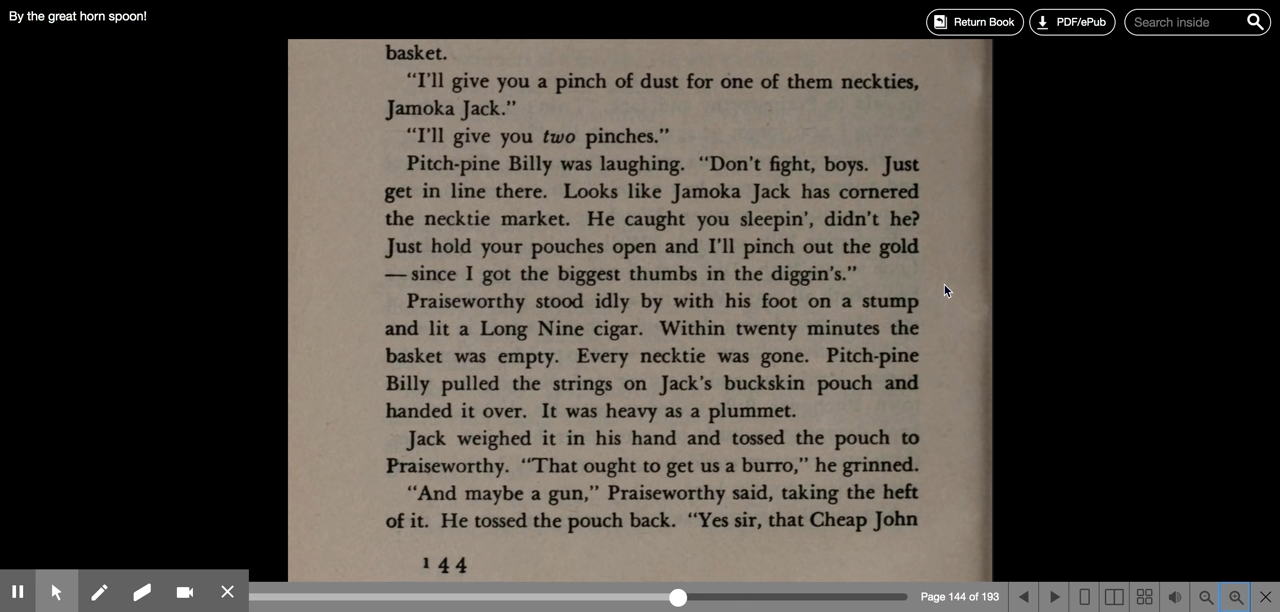 By the great horn spoon!
Return Book
PDF/ePub
Search inside
basket.
“I’ll give you a pinch of dust for one of them neckties,
Jamoka Jack.”
“I’ll give you two pinches.”
Pitch-pine Billy was laughing. “Don’t fight, boys. Just
get in line there. Looks like Jamoka Jack has cornered
the necktie market. He caught you sleepin’, didn’t he?
Just hold your pouches open and I’ll pinch out the gold
—since I got the biggest thumbs in the diggin’s.”
Praiseworthy stood idly by with his foot on a stump
and lit a Long Nine cigar. Within twenty minutes the
basket was empty. Every necktie was gone. Pitch-pine
Billy pulled the strings on Jack’s buckskin pouch and
handed it over. It was heavy as a plummet.
Jack weighed it in his hand and tossed the pouch to
Praiseworthy. “That ought to get us a burro,” he grinned.
“And maybe a gun,” Praiseworthy said, taking the heft
of it. He tossed the pouch back. “Yes sir, that Cheap John
144
Page 144 of 193